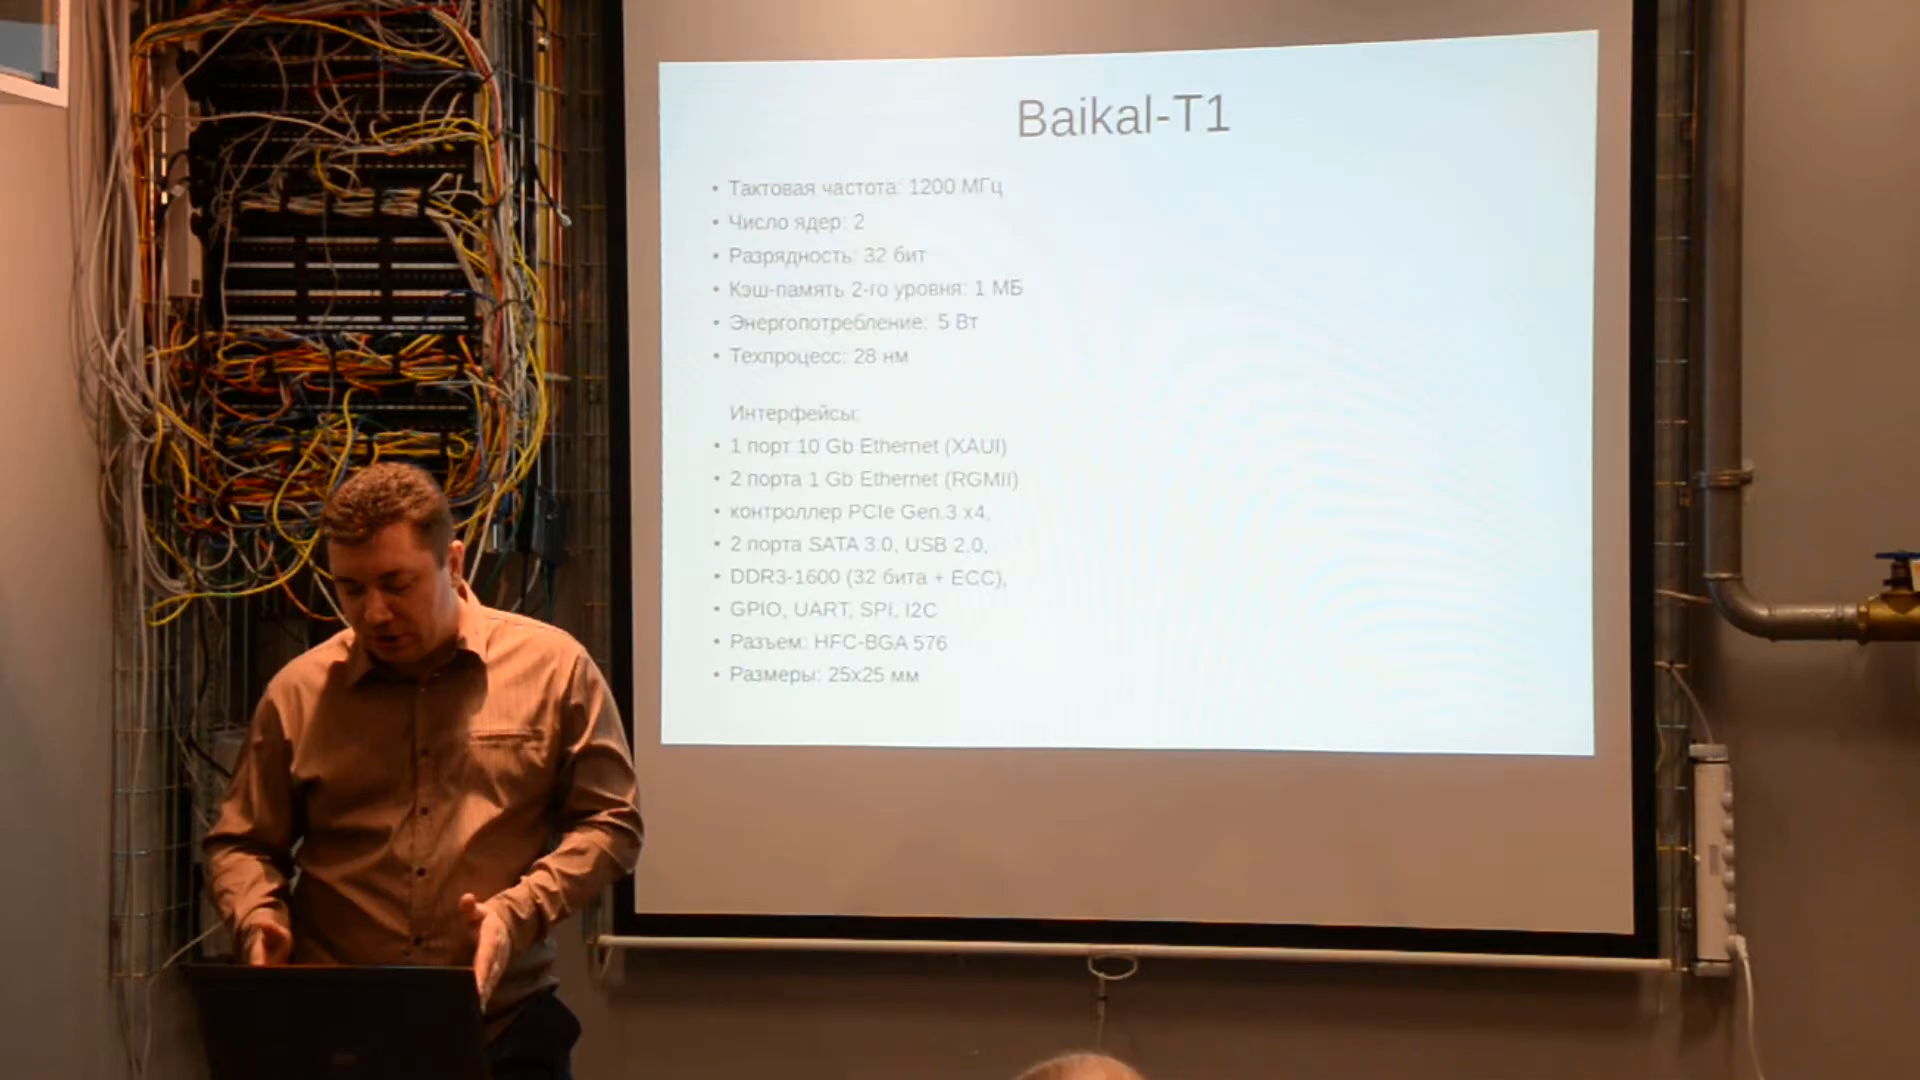 Baikal-T1
• Тактовая частота: 1200 МГц
• Число ядер: 2
• Разрядность: 32 бит
• Кэш-память 2-го уровня: 1 МБ
• Энергопотребление: 5 Вт
• Техпроцесс: 28 нм
Интерфейсы:
• 1 порт 10 Gb Ethernet (XAUI)
• 2 порта 1 Gb Ethernet (RGMII)
• контроллер PCIe Gen.3 x4,
• 2 порта SATA 3.0, USB 2.0,
• DDR3-1600 (32 бита + ECC),
• GPIO, UART, SPI, I2C
• Разъем: HFC-BGA 576
• Размеры: 25x25 мм